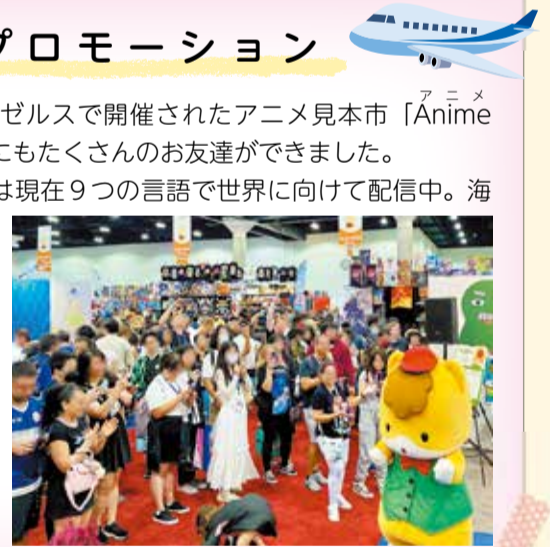 プロモーション
アニメ
ゼルスで開催されたアニメ見本市「Anime
にもたくさんのお友達ができました。
は現在９つの言語で世界に向けて配信中。海